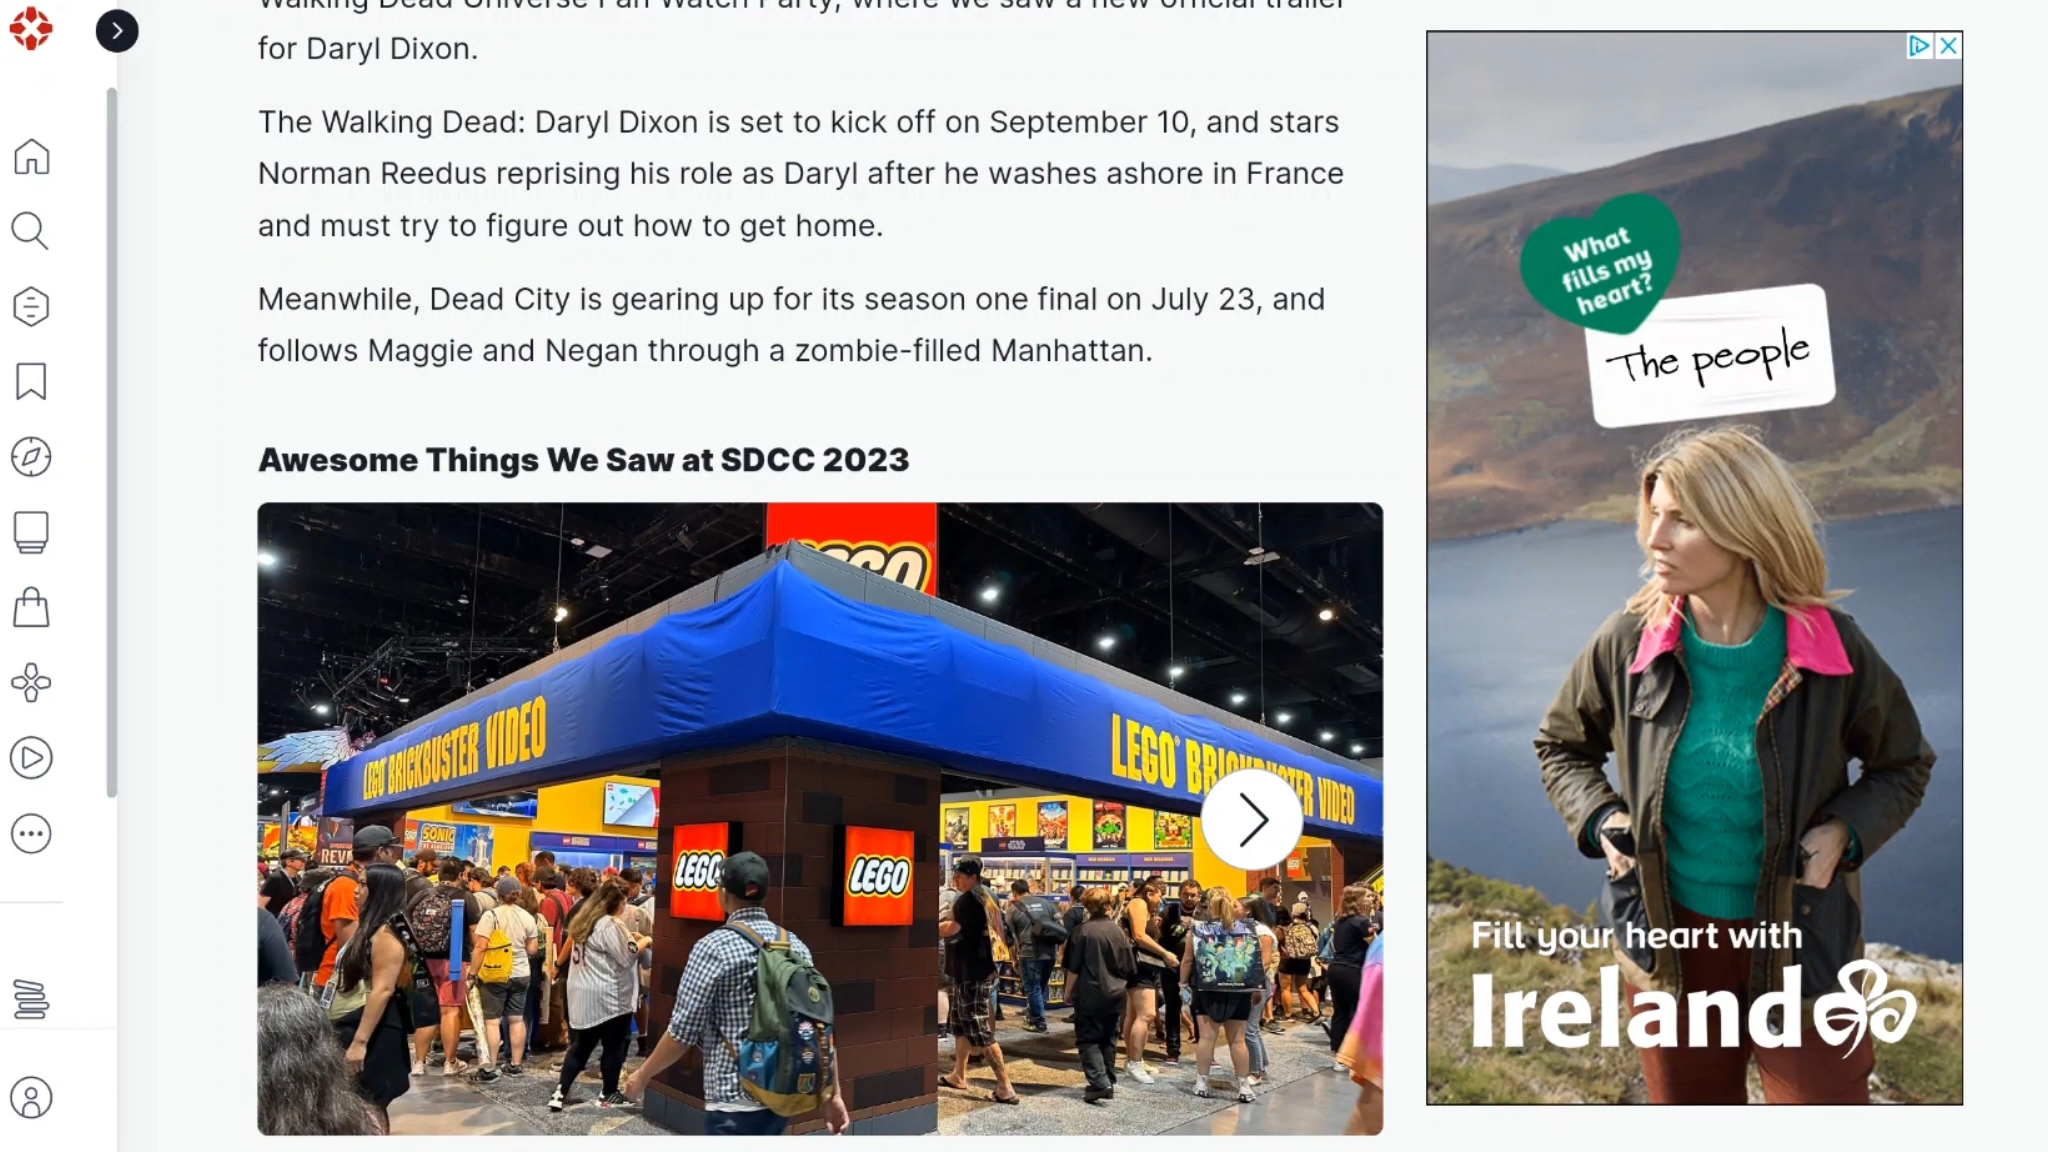 for Daryl Dixon.
The Walking Dead: Daryl Dixon is set to kick off on September 10, and stars
Norman Reedus reprising his role as Daryl after he washes ashore in France
and must try to figure out how to get home.
Meanwhile, Dead City is gearing up for its season one final on July 23, and
follows Maggie and Negan through a zombie-filled Manhattan.
Awesome Things We Saw at SDCC 2023
LEGO BRICKBUSTER VIDEO
LEGO® BRICKBUSTER VIDEO
SONIC
LEGO
LEGO
What
fills my
heart?
The people
Fill your heart with
Ireland